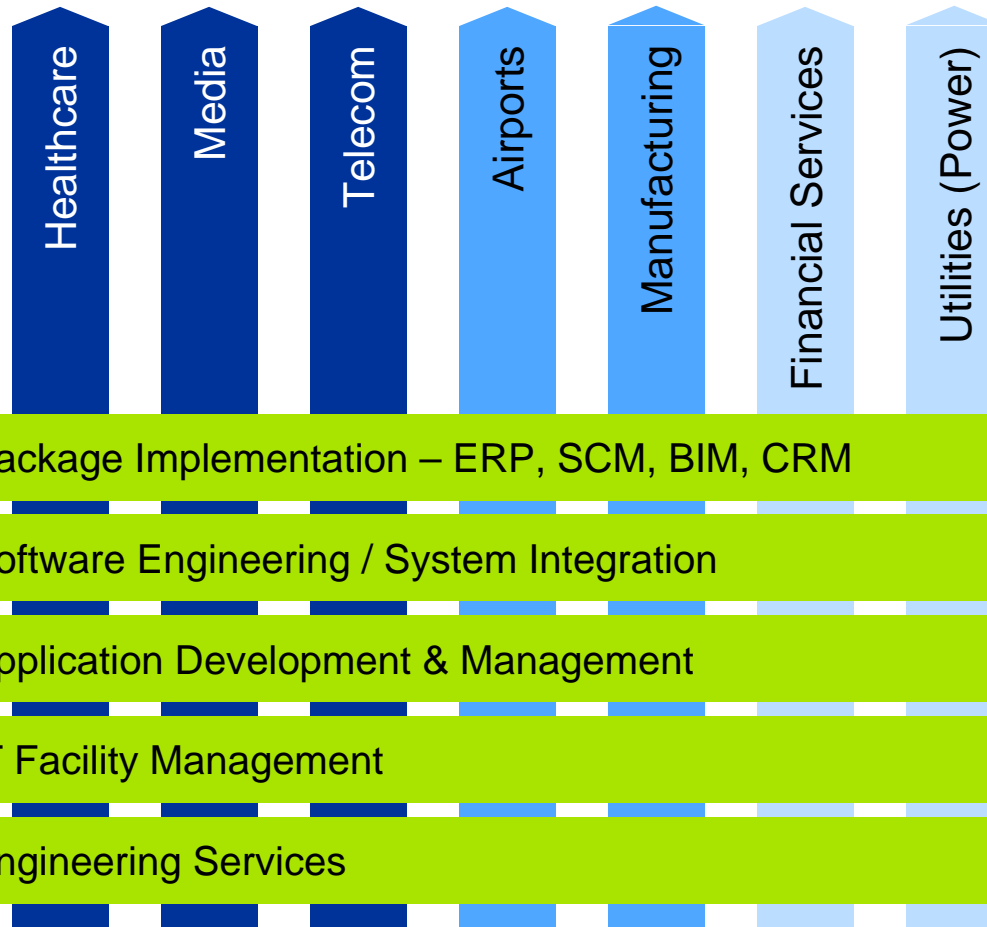 Healthcare
Media
Telecom
Airports
Manufacturing
Financial Services
Utilities (Power)
ackage Implementation – ERP, SCM, BIM, CRM
oftware Engineering / System Integration
pplication Development & Management
Facility Management
ngineering Services